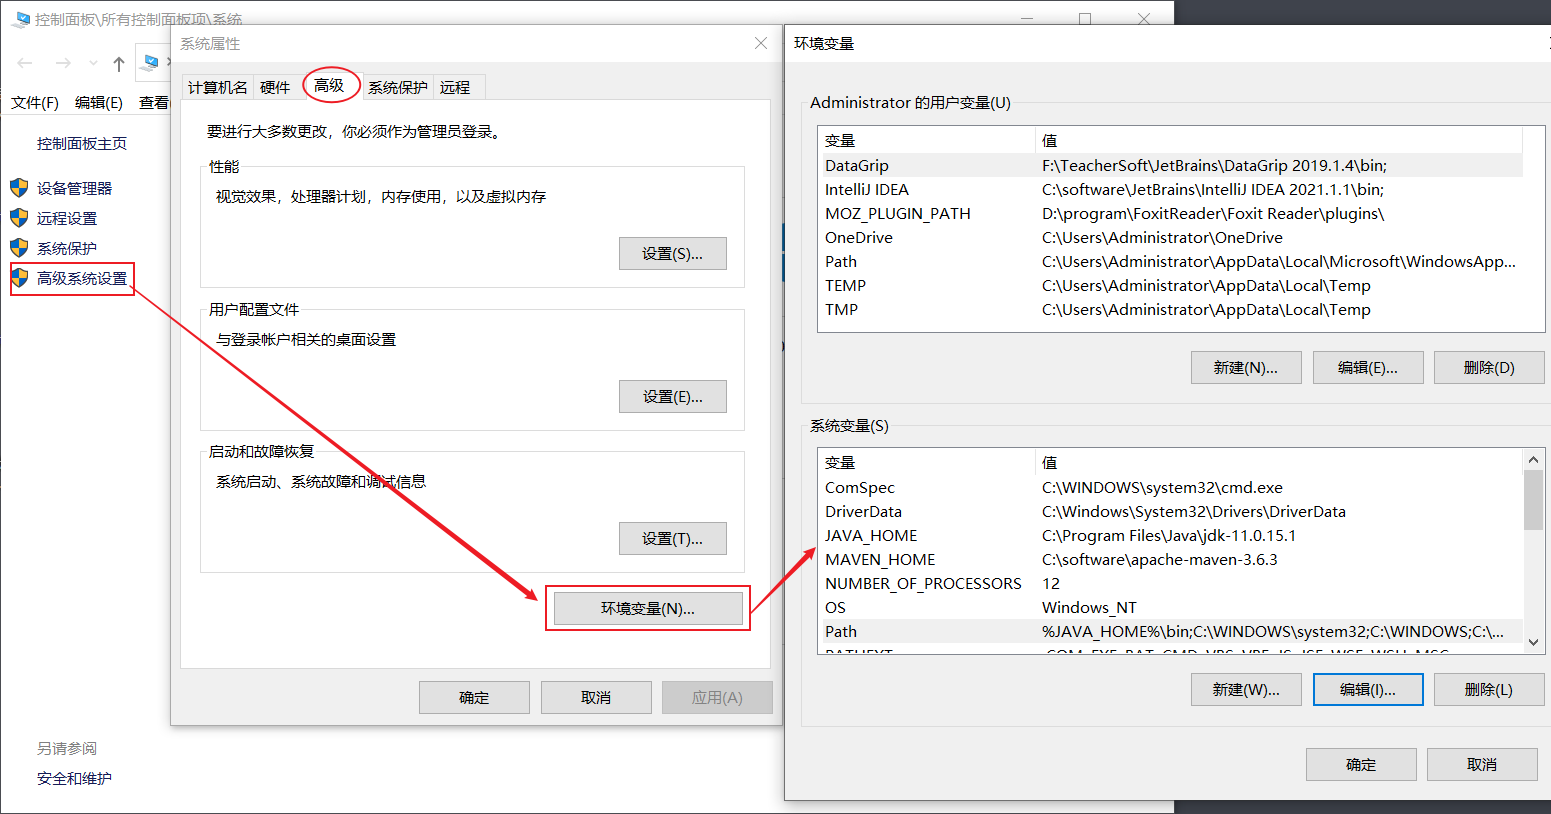 控制面板\所有控制面板项\系统
文件(F) 编辑(E) 查看(
控制面板主页
设备管理器
远程设置
系统保护
高级系统设置
另请参阅
安全和维护
系统属性
计算机名 硬件 高级 系统保护 远程
要进行大多数更改，你必须作为管理员登录。
性能
视觉效果，处理器计划，内存使用，以及虚拟内存
设置(S)...
用户配置文件
与登录帐户相关的桌面设置
设置(E)...
启动和故障恢复
系统启动、系统故障和调试信息
设置(T)...
环境变量(N)...
确定 取消 应用(A)
环境变量
Administrator 的用户变量(U)
变量 值
DataGrip F:\TeacherSoft\JetBrains\DataGrip 2019.1.4\bin;
IntelliJ IDEA C:\software\JetBrains\IntelliJ IDEA 2021.1.1\bin;
MOZ_PLUGIN_PATH D:\program\FoxitReader\Foxit Reader\plugins\
OneDrive C:\Users\Administrator\OneDrive
Path C:\Users\Administrator\AppData\Local\Microsoft\WindowsApp...
TEMP C:\Users\Administrator\AppData\Local\Temp
TMP C:\Users\Administrator\AppData\Local\Temp
新建(N)... 编辑(E)... 删除(D)
系统变量(S)
变量 值
ComSpec C:\WINDOWS\system32\cmd.exe
DriverData C:\Windows\System32\Drivers\DriverData
JAVA_HOME C:\Program Files\Java\jdk-11.0.15.1
MAVEN_HOME C:\software\apache-maven-3.6.3
NUMBER_OF_PROCESSORS 12
OS Windows_NT
Path %JAVA_HOME%\bin;C:\WINDOWS\system32;C:\WINDOWS;C:\...
PATHEXT .COM;.EXE;.BAT;.CMD;.VBS;.VBE;.JS;.JSE;.WSF;.WSH;.MSC
新建(W)... 编辑(I)... 删除(L)
确定 取消